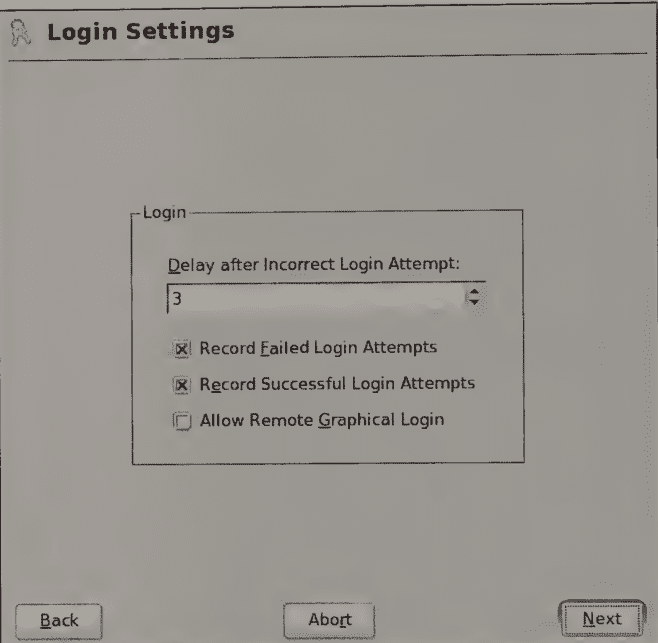 Login Settings
Login
Delay after Incorrect Login Attempt:
3
Record Failed Login Attempts
Record Successful Login Attempts
Allow Remote Graphical Login
Back
Abort
Next